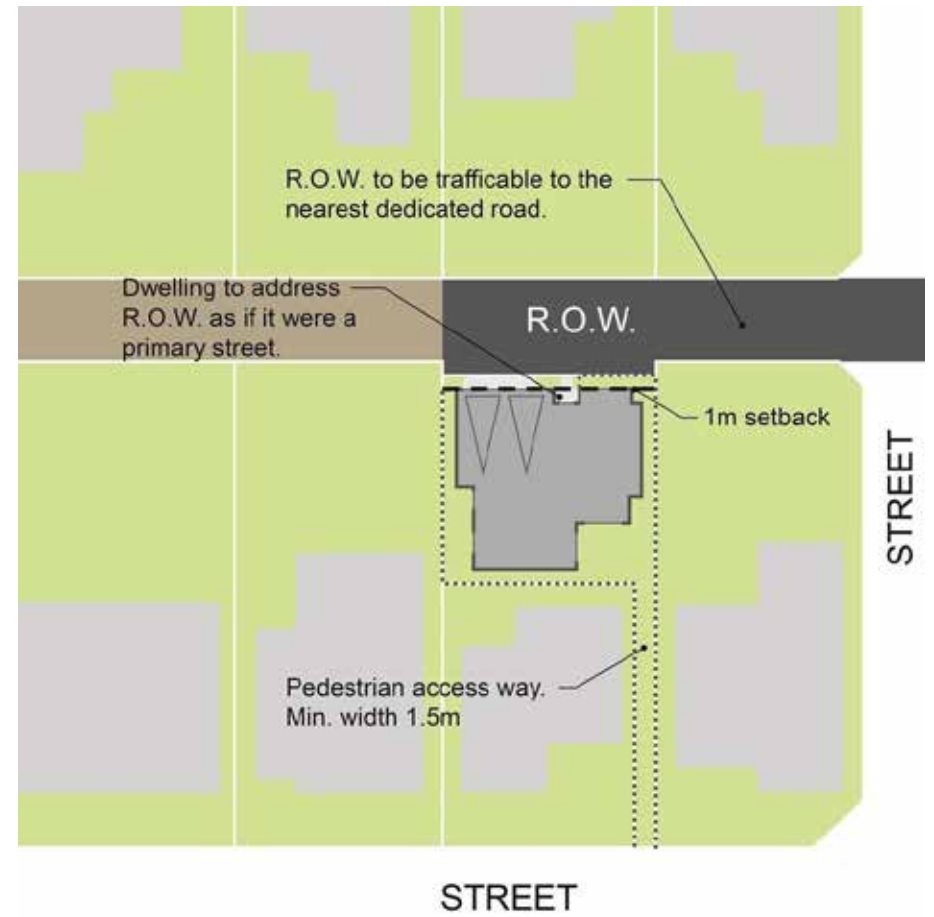 R.O.W. to be trafficable to the
nearest dedicated road.
Dwelling to address
R.O.W. as if it were a
primary street.
R.O.W.
1m setback
STREET
Pedestrian access way.
Min. width 1.5m
STREET